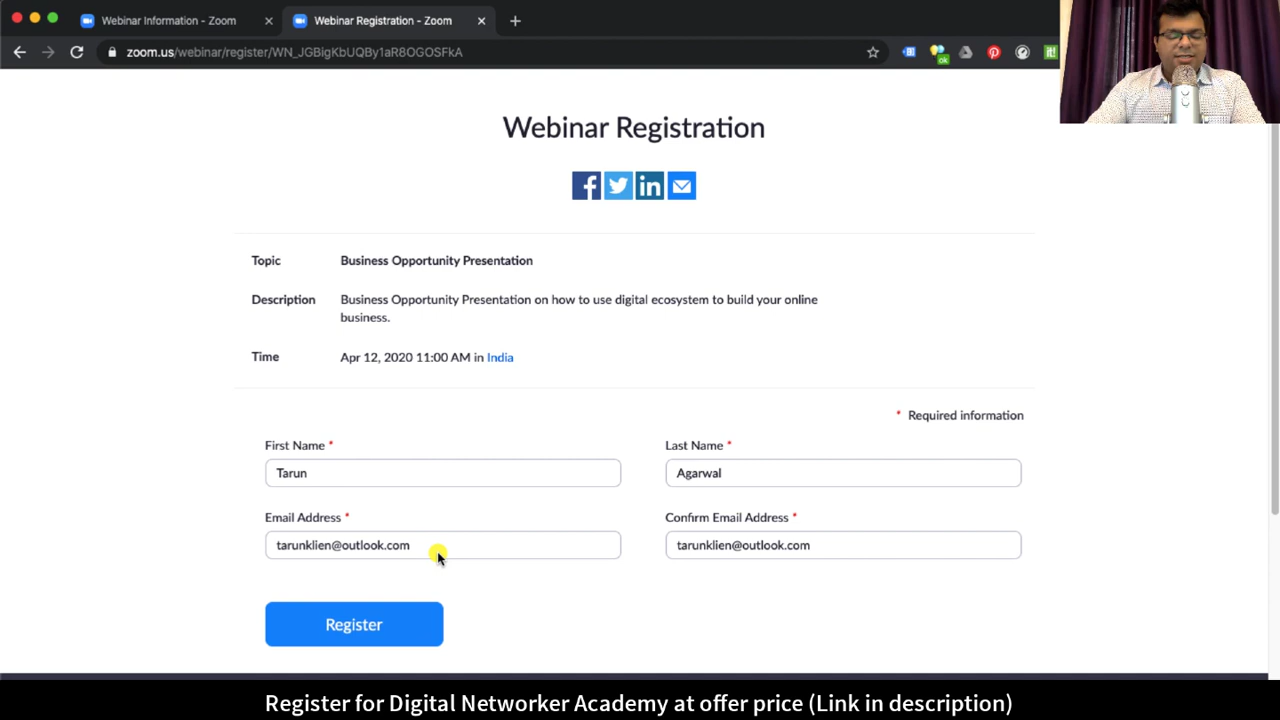 Webinar Information - Zoom
Webinar Registration - Zoom
zoom.us/webinar/register/WN_JGBigKbUQBy1aR8OGOSFkA
ok
it!
Webinar Registration
Topic Business Opportunity Presentation
Description Business Opportunity Presentation on how to use digital ecosystem to build your online
business.
Time Apr 12, 2020 11:00 AM in India
* Required information
First Name * Last Name *
Tarun Agarwal
Email Address * Confirm Email Address *
tarunklien@outlook.com tarunklien@outlook.com
Register
Register for Digital Networker Academy at offer price (Link in description)